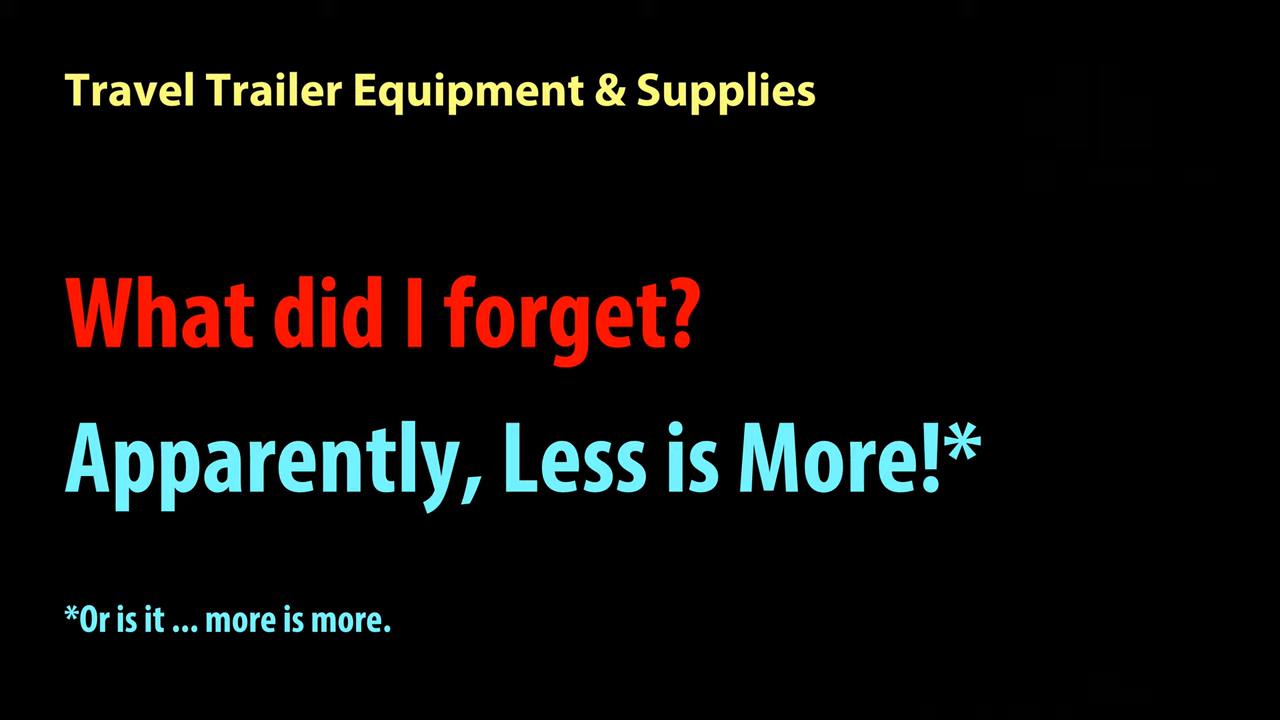 Travel Trailer Equipment & Supplies
What did I forget?
Apparently, Less is More!*
*Or is it ... more is more.